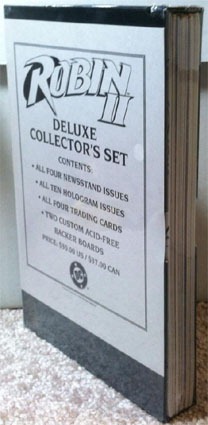 ROBIN II
DELUXE
COLLECTOR'S SET
CONTENTS:
• ALL FOUR NEWSSTAND ISSUES
• ALL TEN HOLOGRAM ISSUES
• ALL FOUR TRADING CARDS
• TWO CUSTOM ACID-FREE
BACKER BOARDS
PRICE: $30.00 US / $37.00 CAN
DC